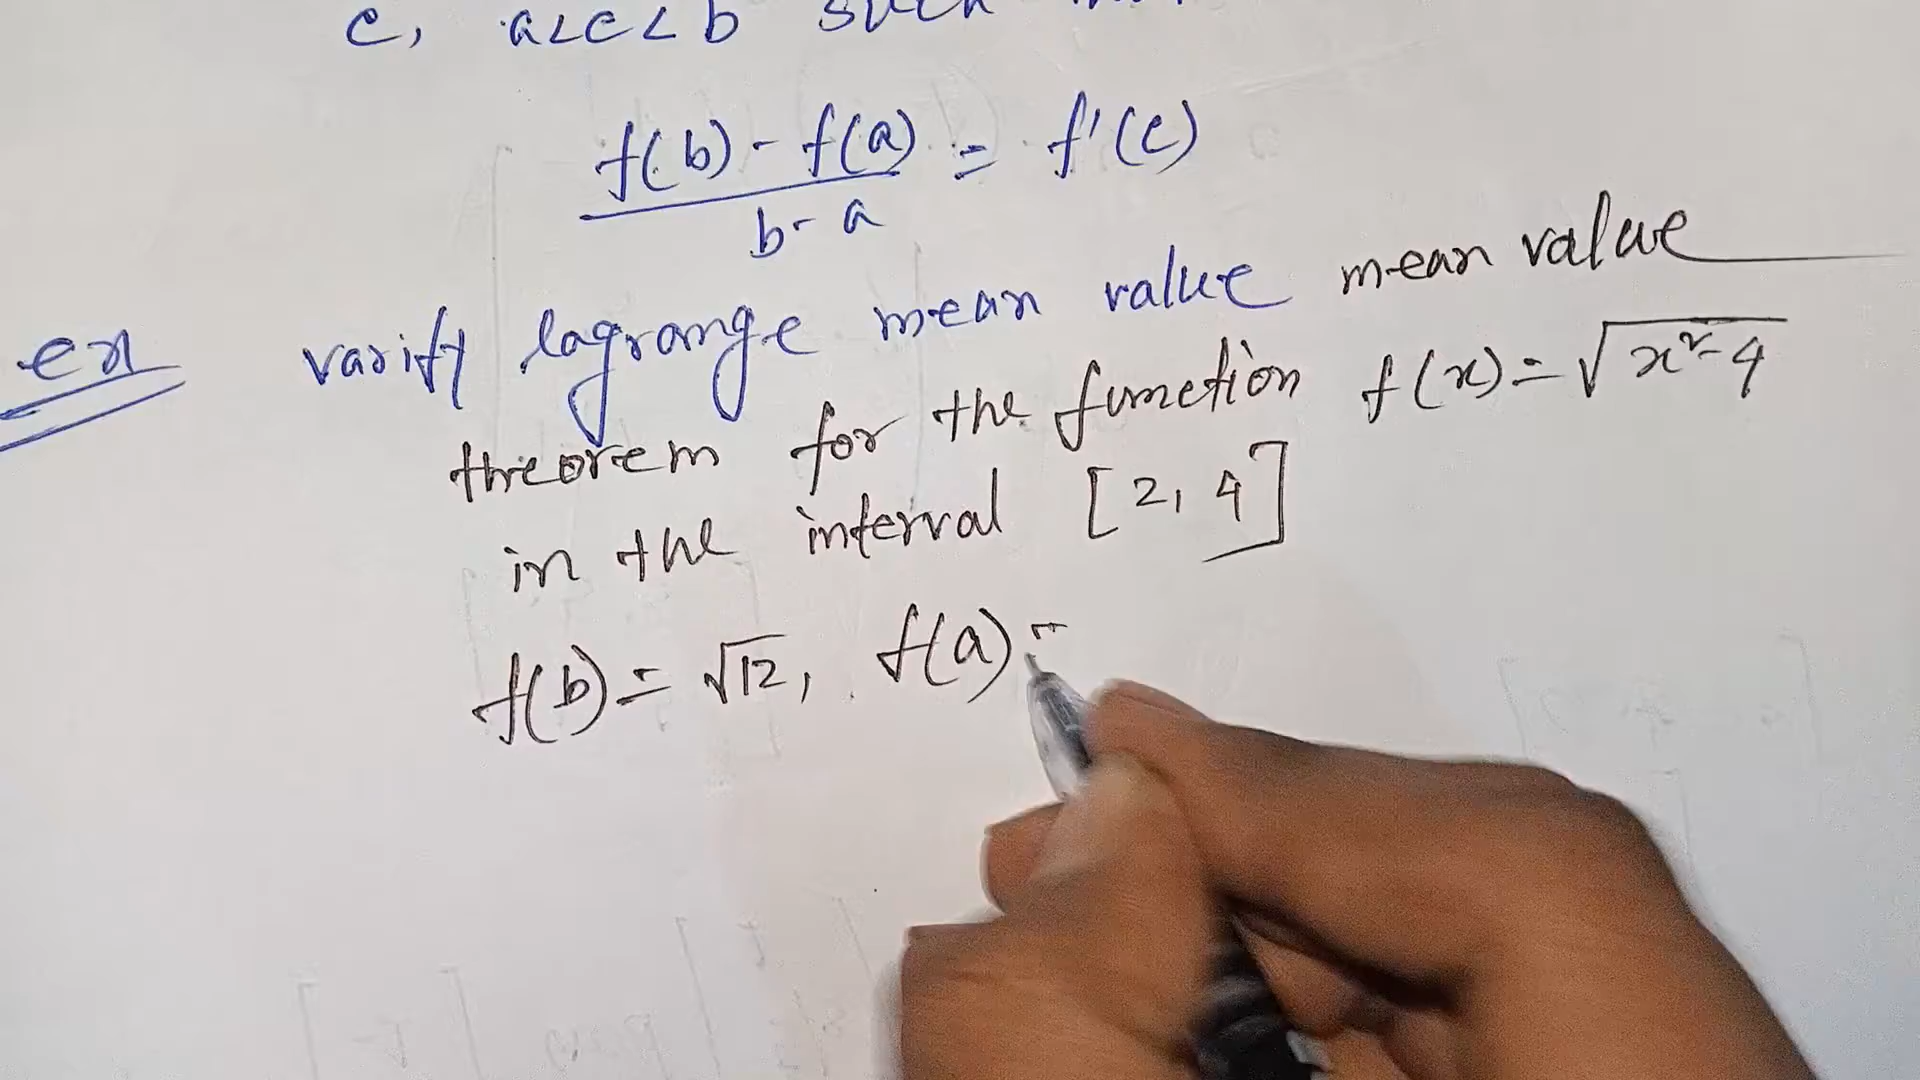 c, a<c<b such
f(b) - f(a) = f'(c)
b - a
ex varify lagrange mean value mean value
theorem for the function f(x) = √x²-4
in the interval [2, 4]
f(b) = √12, f(a) =